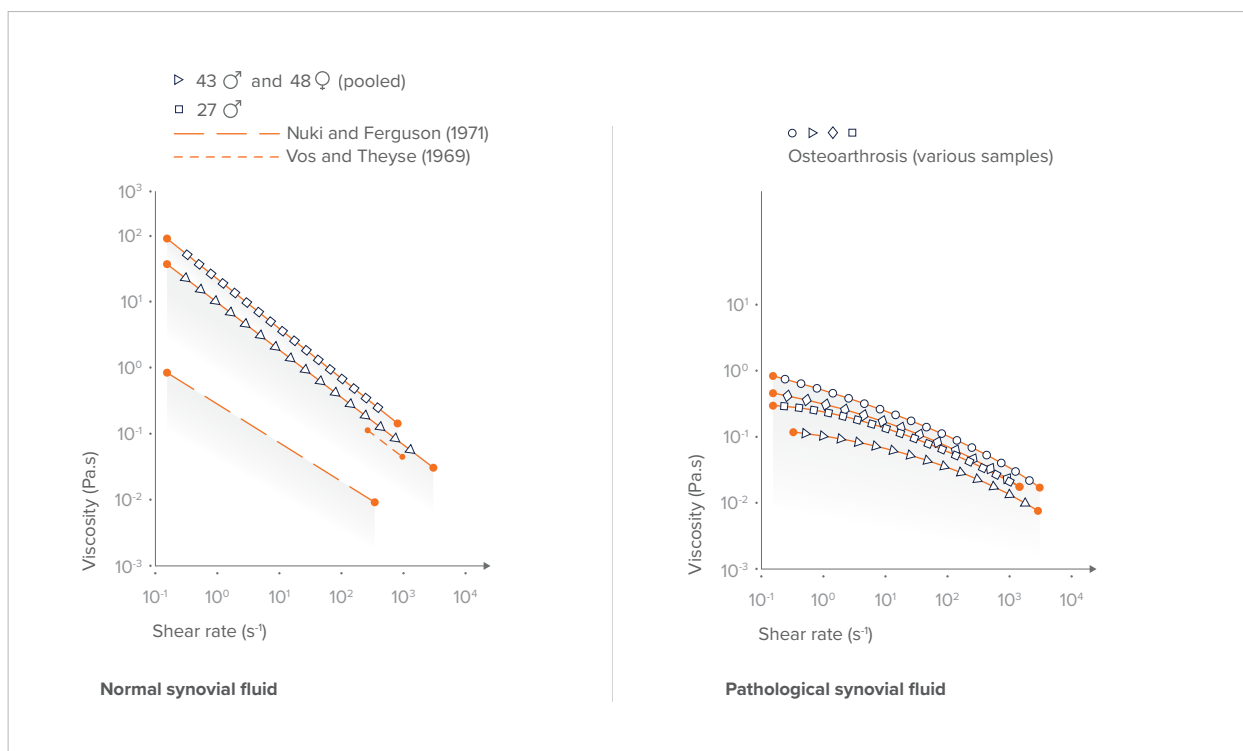 43 ♂ and 48 ♀ (pooled)
27 ♂
Nuki and Ferguson (1971)
Vos and Theyse (1969)
Viscosity (Pa.s)
10³
10²
10¹
10⁰
10⁻¹
10⁻²
10⁻³
10⁻¹ 10⁰ 10¹ 10² 10³ 10⁴
Shear rate (s⁻¹)
Normal synovial fluid
Osteoarthrosis (various samples)
Viscosity (Pa.s)
10¹
10⁰
10⁻¹
10⁻²
10⁻³
10⁻¹ 10⁰ 10¹ 10² 10³ 10⁴
Shear rate (s⁻¹)
Pathological synovial fluid